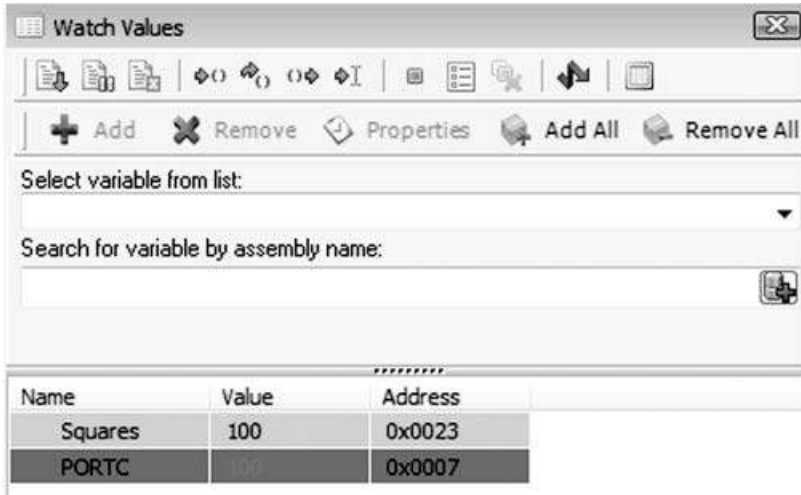 Watch Values
Add Remove Properties Add All Remove All
Select variable from list:
Search for variable by assembly name:
Name Value Address
Squares 100 0x0023
PORTC 100 0x0007